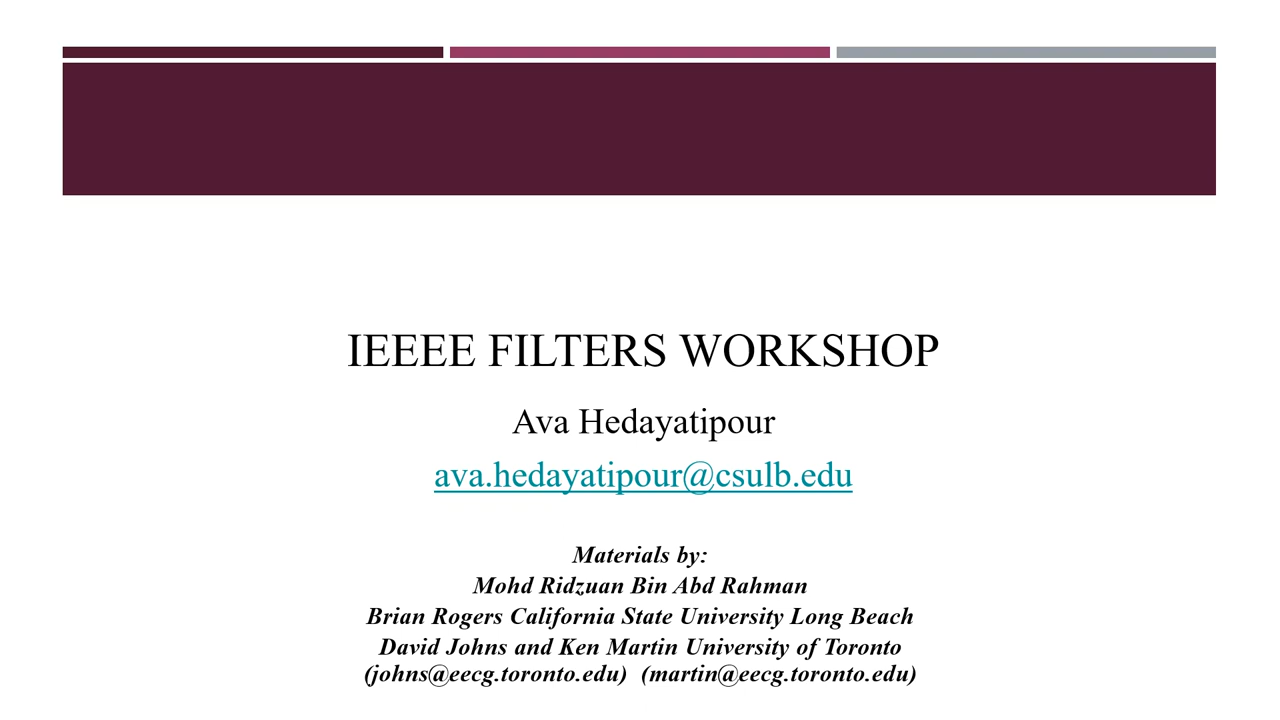 IEEEE FILTERS WORKSHOP
Ava Hedayatipour
ava.hedayatipour@csulb.edu
Materials by:
Mohd Ridzuan Bin Abd Rahman
Brian Rogers California State University Long Beach
David Johns and Ken Martin University of Toronto
(johns@eecg.toronto.edu) (martin@eecg.toronto.edu)